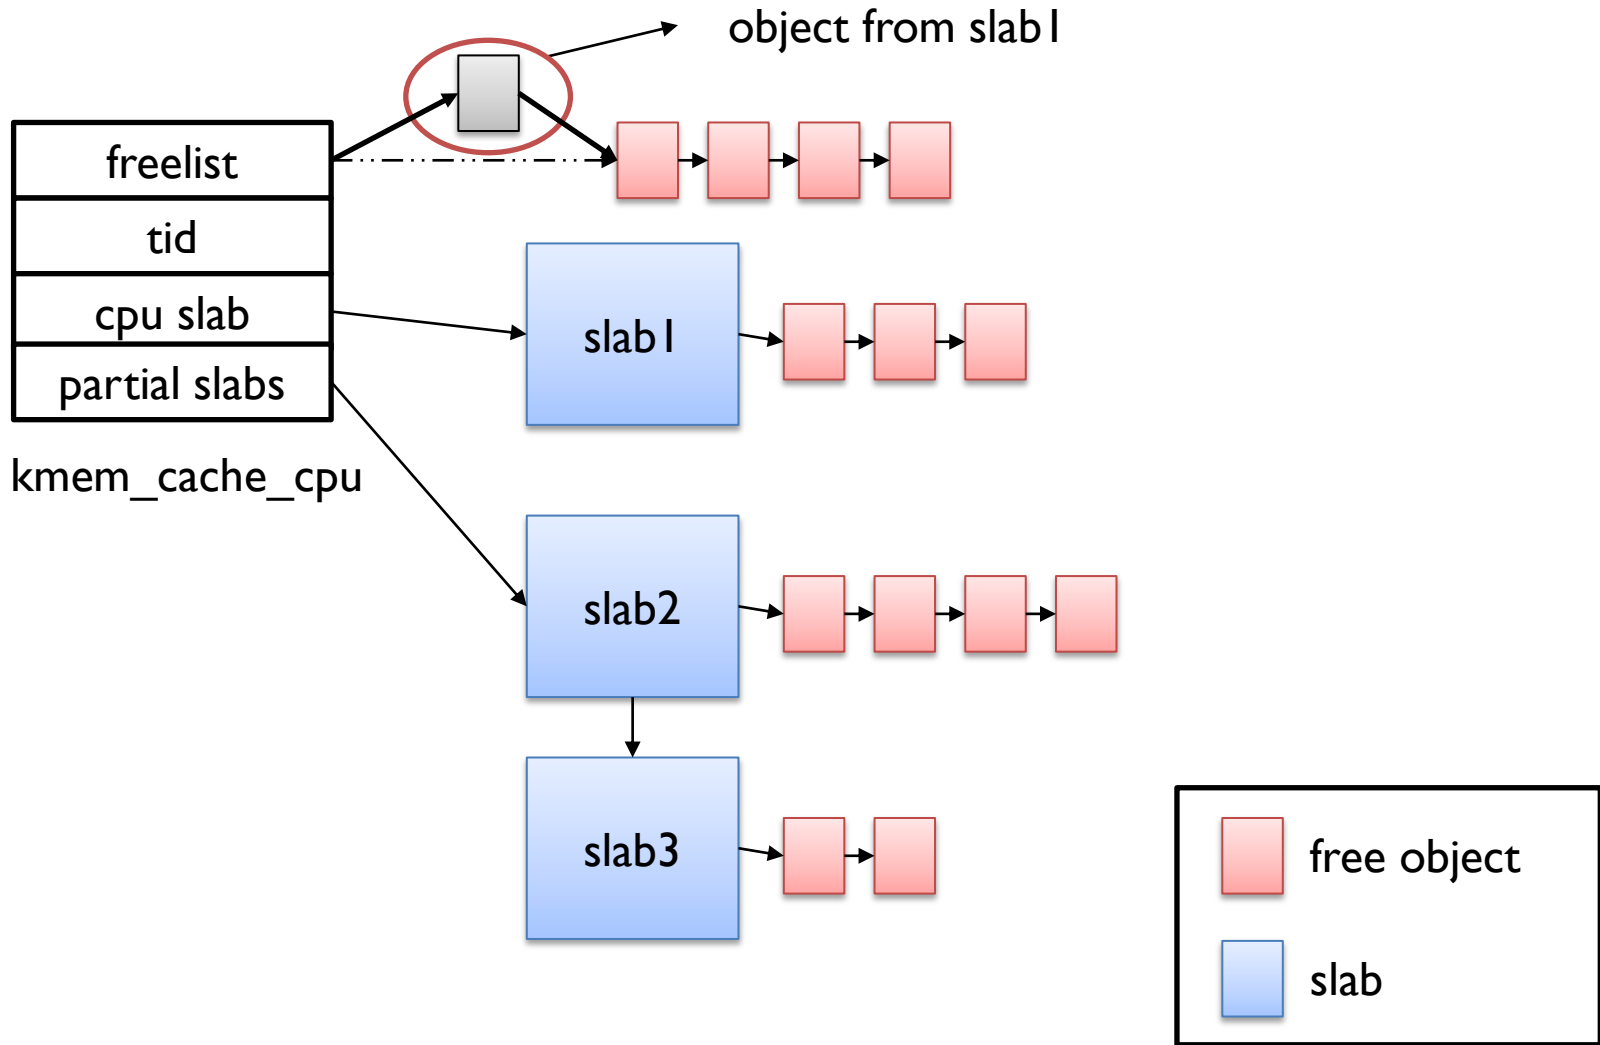 object from slab1
freelist
tid
cpu slab
partial slabs
kmem_cache_cpu
slab1
slab2
slab3
free object
slab